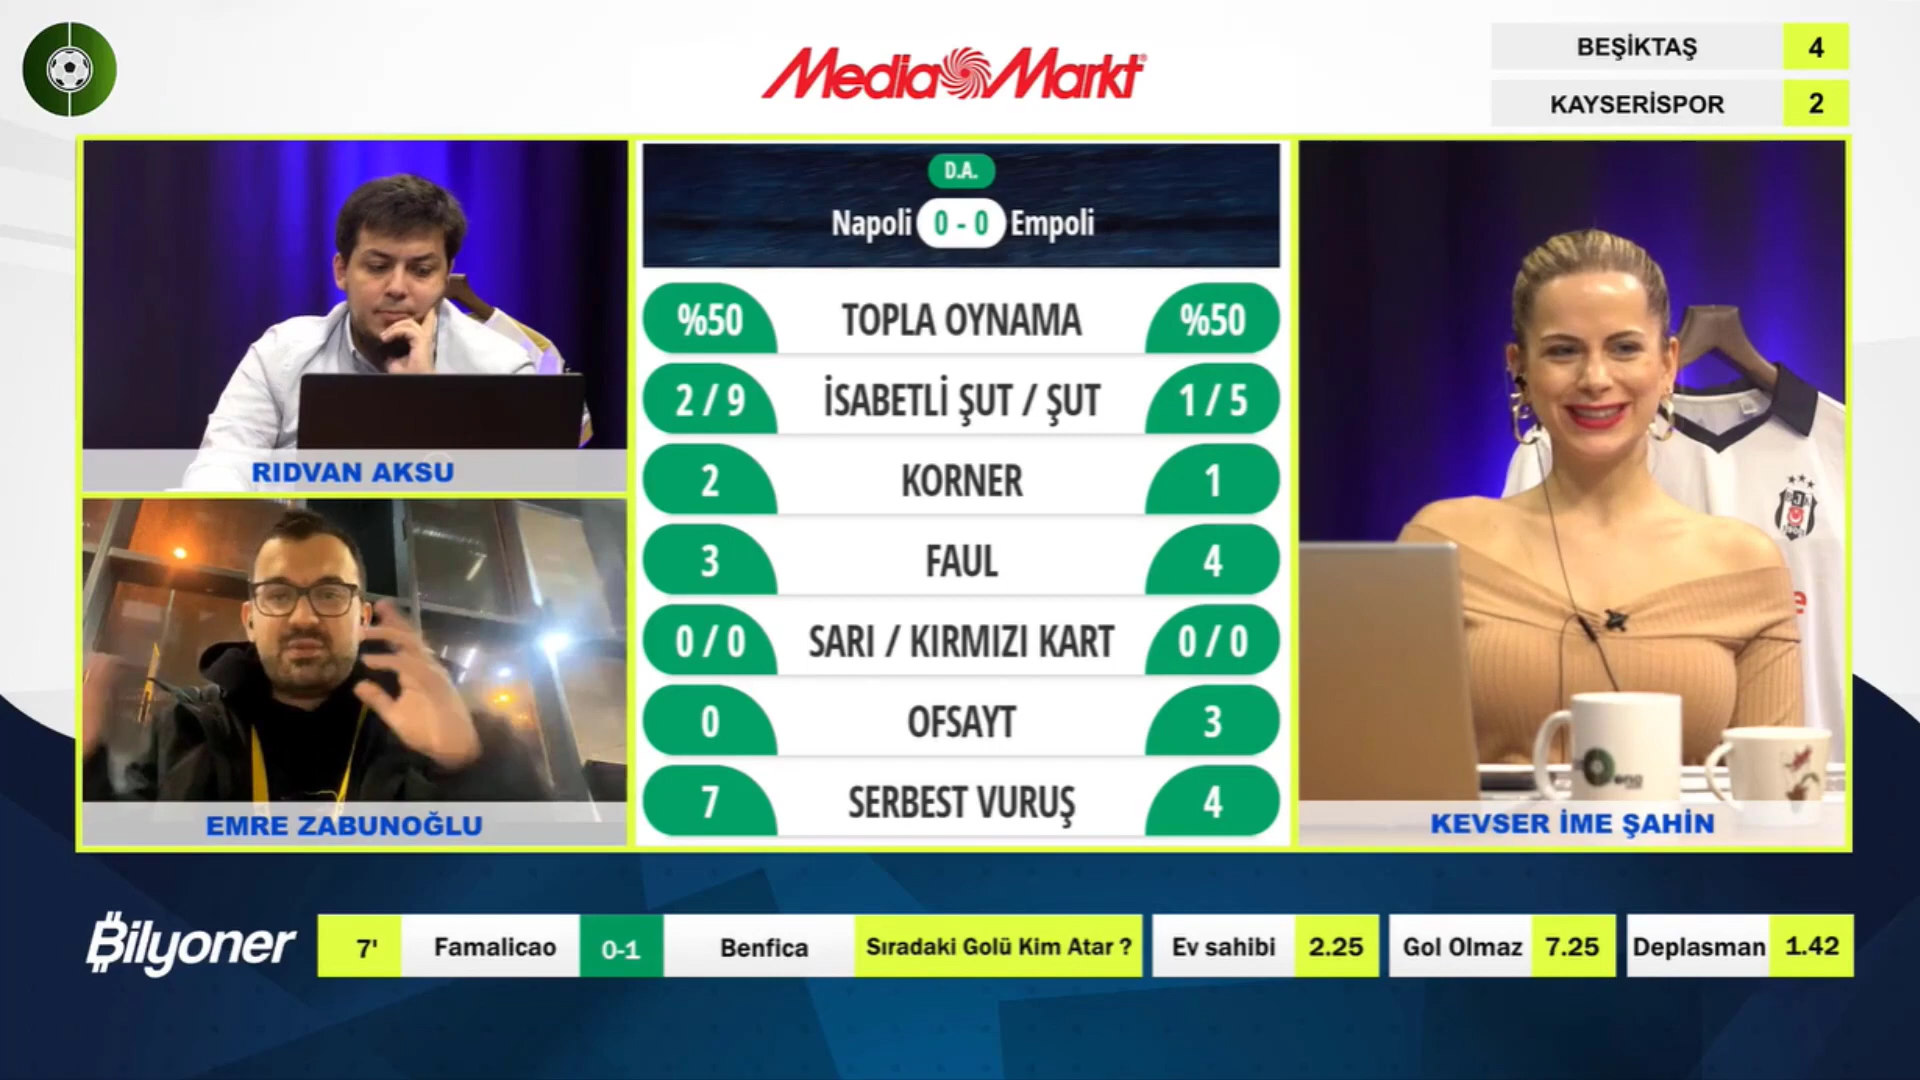 MediaMarkt
BEŞİKTAŞ 4
KAYSERİSPOR 2
D.A.
Napoli 0 - 0 Empoli
%50 TOPLA OYNAMA %50
2 / 9 İSABETLİ ŞUT / ŞUT 1 / 5
2 KORNER 1
3 FAUL 4
0 / 0 SARI / KIRMIZI KART 0 / 0
0 OFSAYT 3
7 SERBEST VURUŞ 4
RIDVAN AKSU
EMRE ZABUNOĞLU
KEVSER İME ŞAHİN
Bilyoner 7' Famalicao 0-1 Benfica Sıradaki Golü Kim Atar ? Ev sahibi 2.25 Gol Olmaz 7.25 Deplasman 1.42